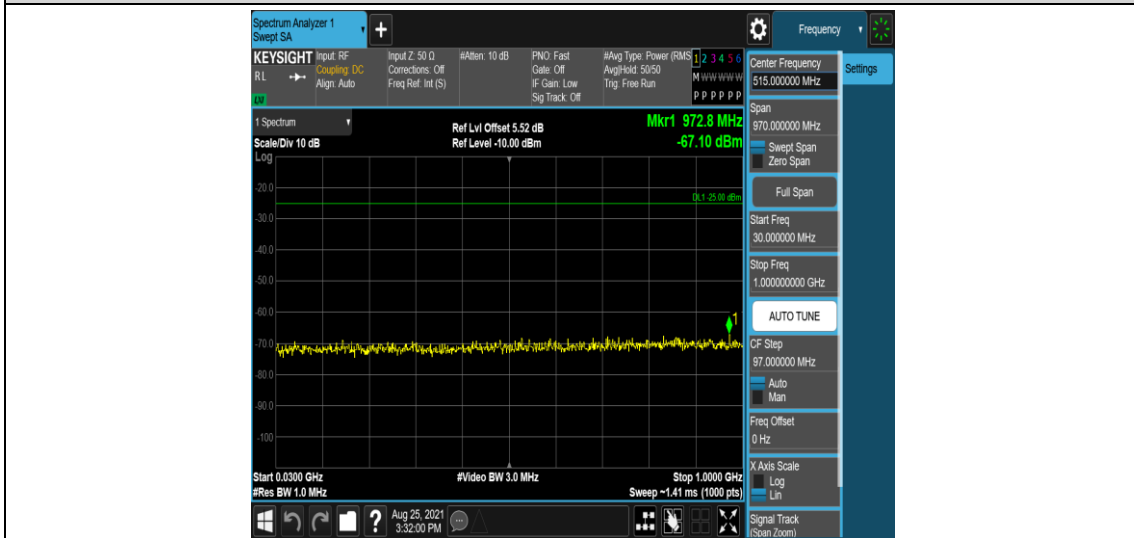 Spectrum Analyzer 1
Swept SA
+
Frequency
KEYSIGHT
RL
Input: RF
Coupling: DC
Align: Auto
Input Z: 50 Ω
Corrections: Off
Freq Ref: Int (S)
#Atten: 10 dB
PNO: Fast
Gate: Off
IF Gain: Low
Sig Track: Off
#Avg Type: Power (RMS
Avg|Hold: 50/50
Trig: Free Run
1 2 3 4 5 6
M W W W W W
P P P P P P
1 Spectrum
Scale/Div 10 dB
Log
Ref Lvl Offset 5.52 dB
Ref Level -10.00 dBm
Mkr1 972.8 MHz
-67.10 dBm
DL1 -25.00 dBm
-20.0
-30.0
-40.0
-50.0
-60.0
-70.0
-80.0
-90.0
-100
1
Start 0.0300 GHz
#Res BW 1.0 MHz
#Video BW 3.0 MHz
Stop 1.0000 GHz
Sweep ~1.41 ms (1000 pts)
?
Aug 25, 2021
3:32:00 PM
Center Frequency
515.000000 MHz
Settings
Span
970.000000 MHz
Swept Span
Zero Span
Full Span
Start Freq
30.000000 MHz
Stop Freq
1.000000000 GHz
AUTO TUNE
CF Step
97.000000 MHz
Auto
Man
Freq Offset
0 Hz
X Axis Scale
Log
Lin
Signal Track
(Span Zoom)